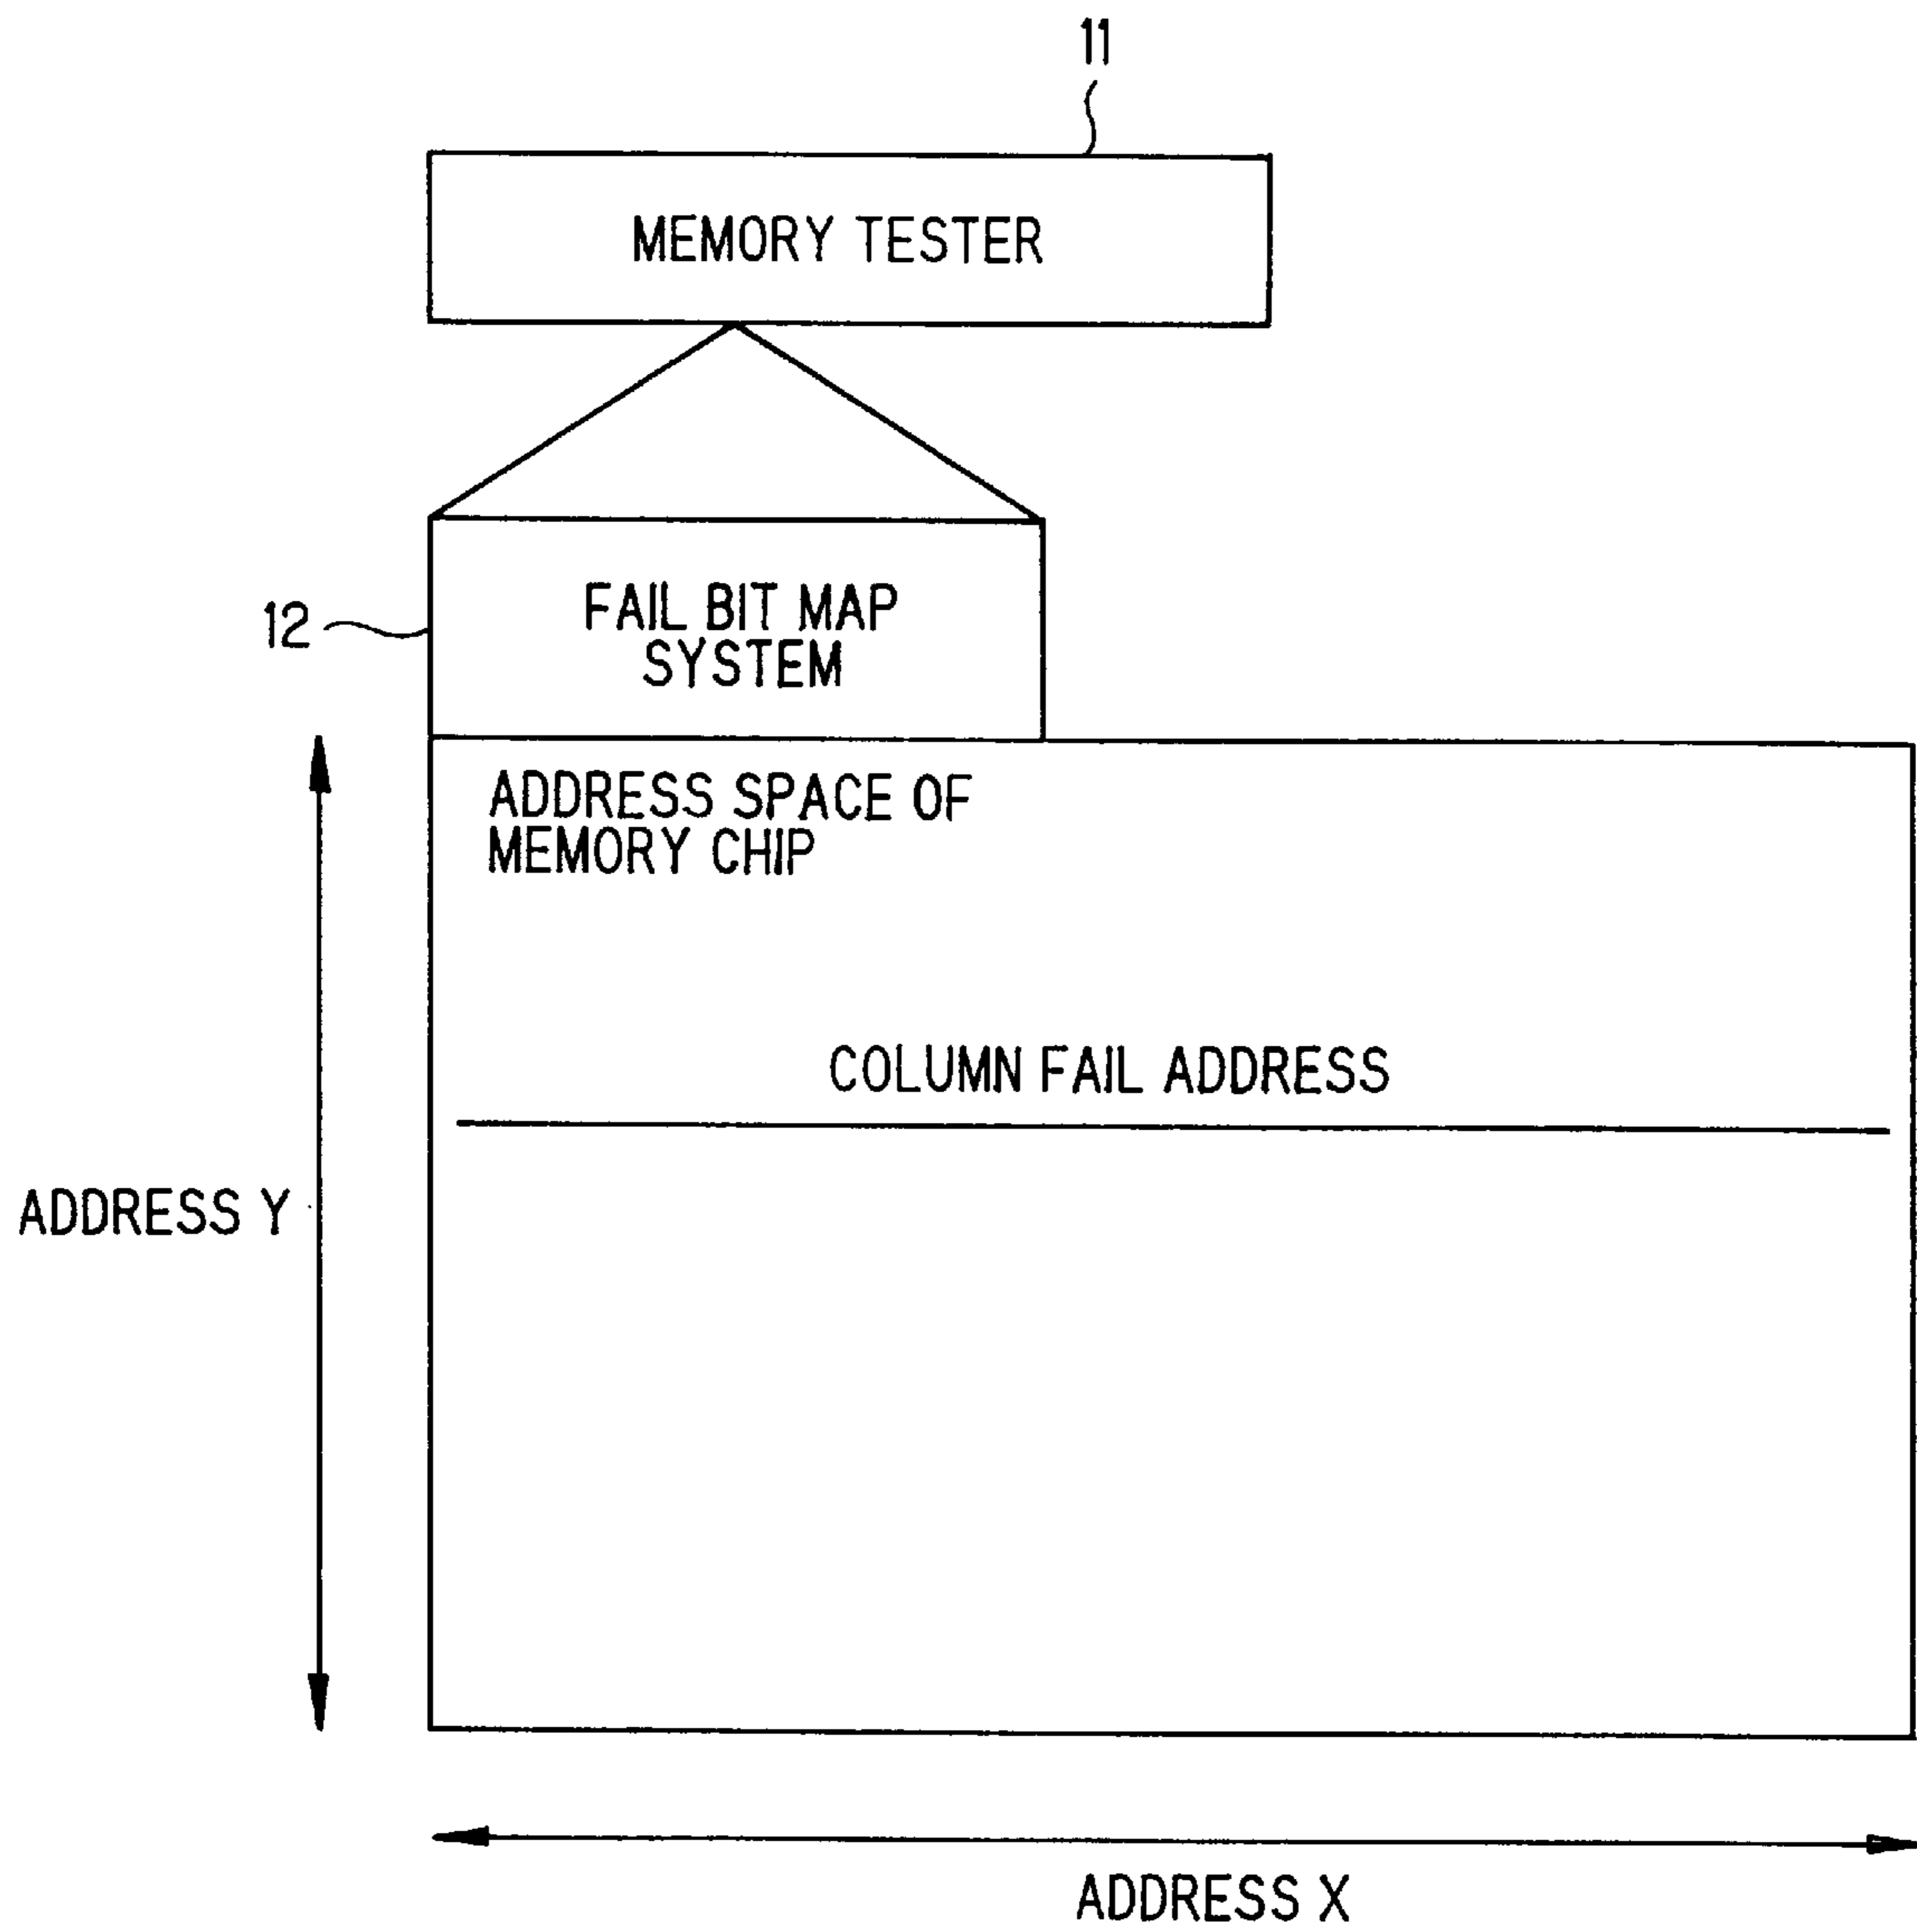 11
MEMORY TESTER
12
FAIL BIT MAP
SYSTEM
ADDRESS SPACE OF
MEMORY CHIP
COLUMN FAIL ADDRESS
ADDRESS Y
ADDRESS X